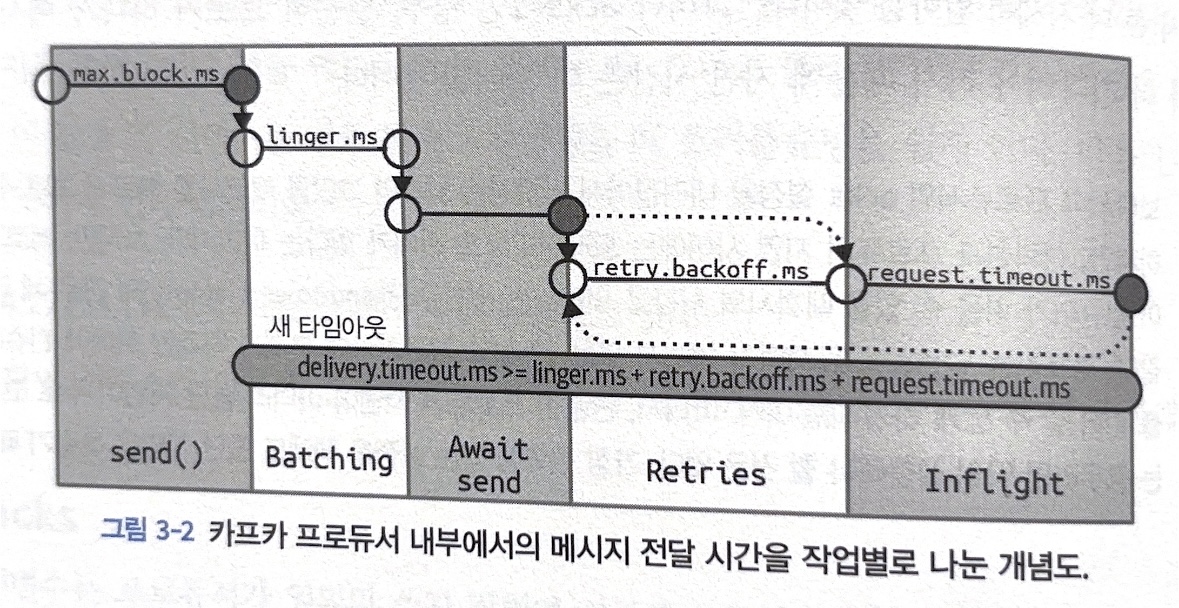 max.block.ms
linger.ms
retry.backoff.ms
request.timeout.ms
새 타임아웃
delivery.timeout.ms >= linger.ms + retry.backoff.ms + request.timeout.ms
send()
Batching
Await
send
Retries
Inflight
그림 3-2 카프카 프로듀서 내부에서의 메시지 전달 시간을 작업별로 나눈 개념도.